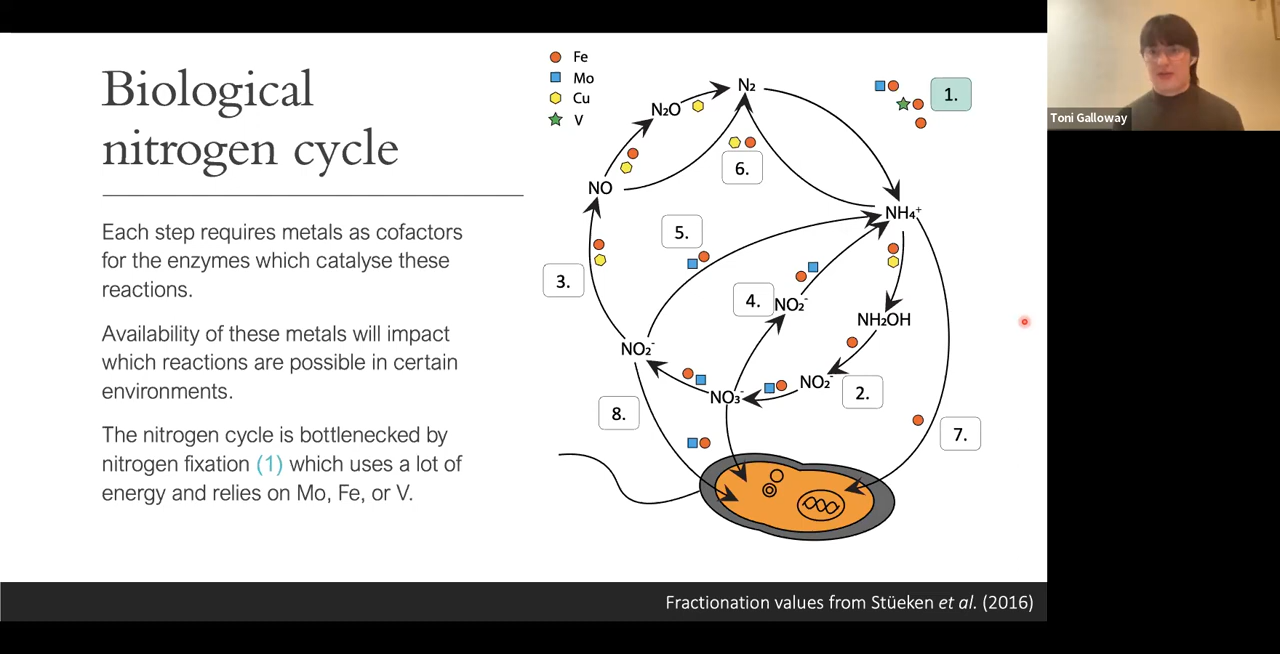 Biological
nitrogen cycle
Each step requires metals as cofactors
for the enzymes which catalyse these
reactions.
Availability of these metals will impact
which reactions are possible in certain
environments.
The nitrogen cycle is bottlenecked by
nitrogen fixation (1) which uses a lot of
energy and relies on Mo, Fe, or V.
Fe
Mo
Cu
V
N₂
N₂O
NO
1.
6.
NH₄⁺
5.
3.
4.
NO₂⁻
NH₂OH
NO₂⁻
NO₂⁻
NO₃⁻
2.
8.
7.
Fractionation values from Stüeken et al. (2016)
Toni Galloway